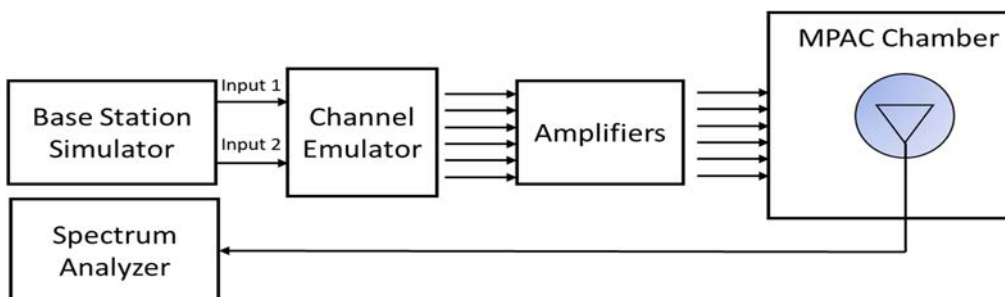 MPAC Chamber
Input 1
Base Station
Simulator
Input 2
Channel
Emulator
Amplifiers
Spectrum
Analyzer